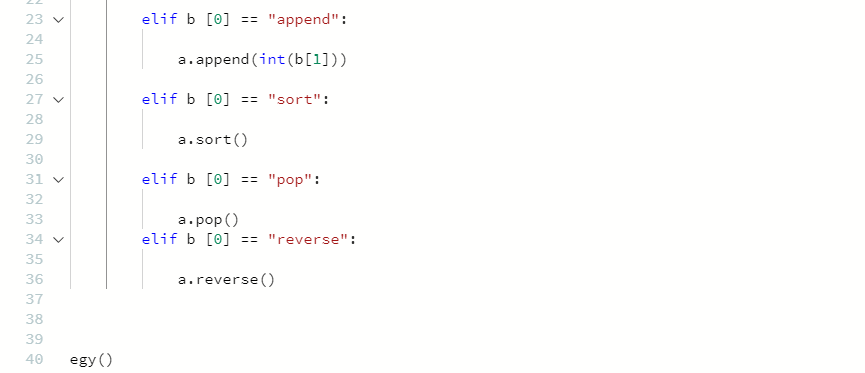 22
23 elif b [0] == "append":
24
25 a.append(int(b[1]))
26
27 elif b [0] == "sort":
28
29 a.sort()
30
31 elif b [0] == "pop":
32
33 a.pop()
34 elif b [0] == "reverse":
35
36 a.reverse()
37
38
39
40 egy()